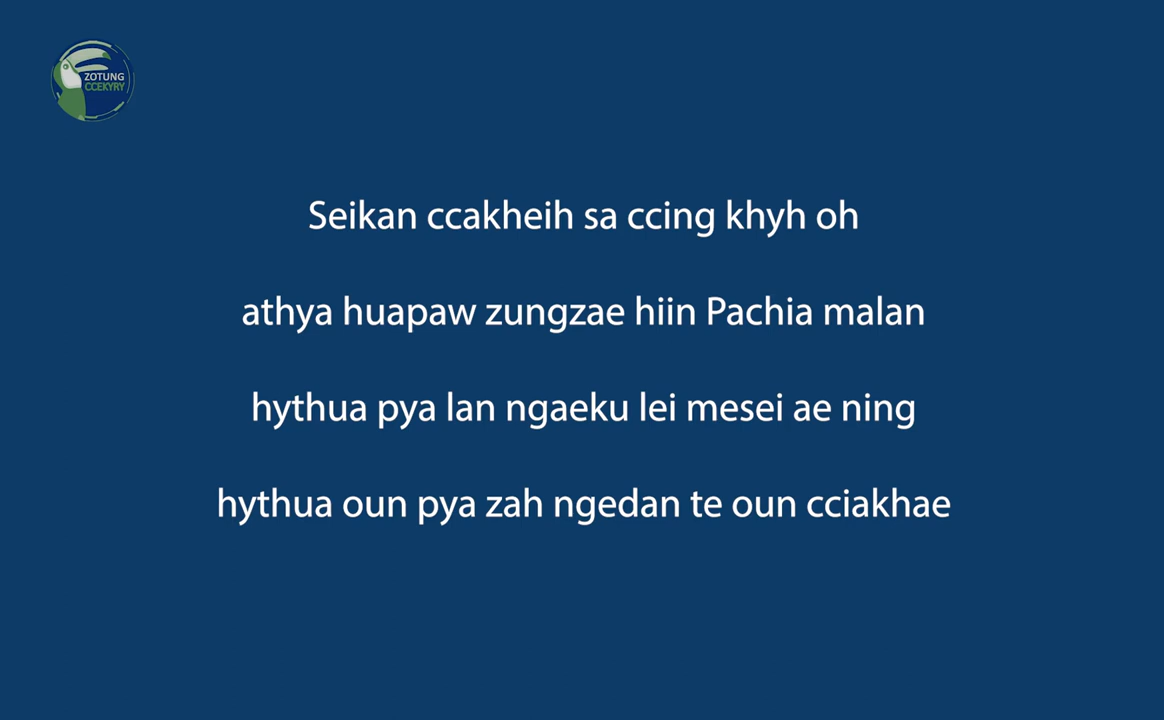 ZOTUNG
CCEKYRY
Seikan ccakheih sa ccing khyh oh
athya huapaw zungzae hiin Pachia malan
hythua pya lan ngaeku lei mesei ae ning
hythua oun pya zah ngedan te oun cciakhae